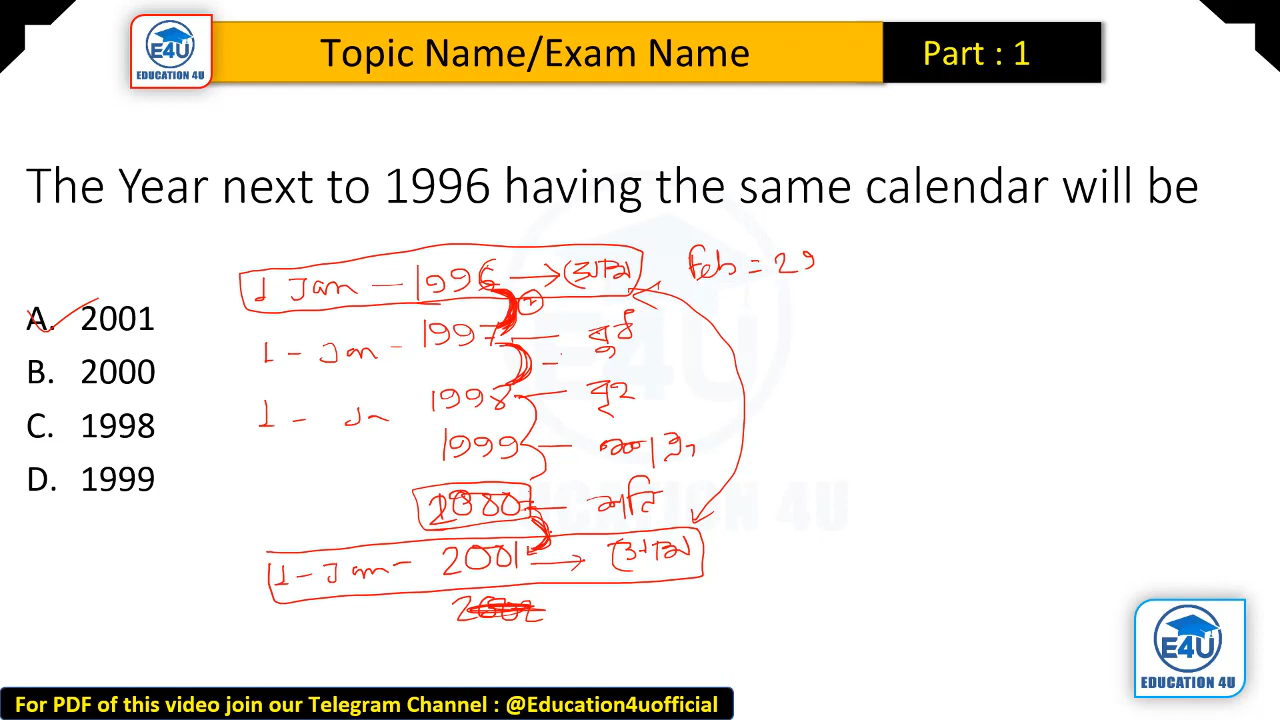 E4U
EDUCATION 4U
Topic Name/Exam Name
Part : 1
The Year next to 1996 having the same calendar will be
1 Jan – 1996 → (সোম)
Feb = 29
A. 2001
B. 2000
C. 1998
D. 1999
1 - Jan - 1997 — বুধ
1 - Ja 1998 — বৃহ
1999 —
2000 — শনি
1 - Jan - 2001 → (সোম)
EDUCATION 4U
E4U
EDUCATION 4U
For PDF of this video join our Telegram Channel : @Education4uofficial